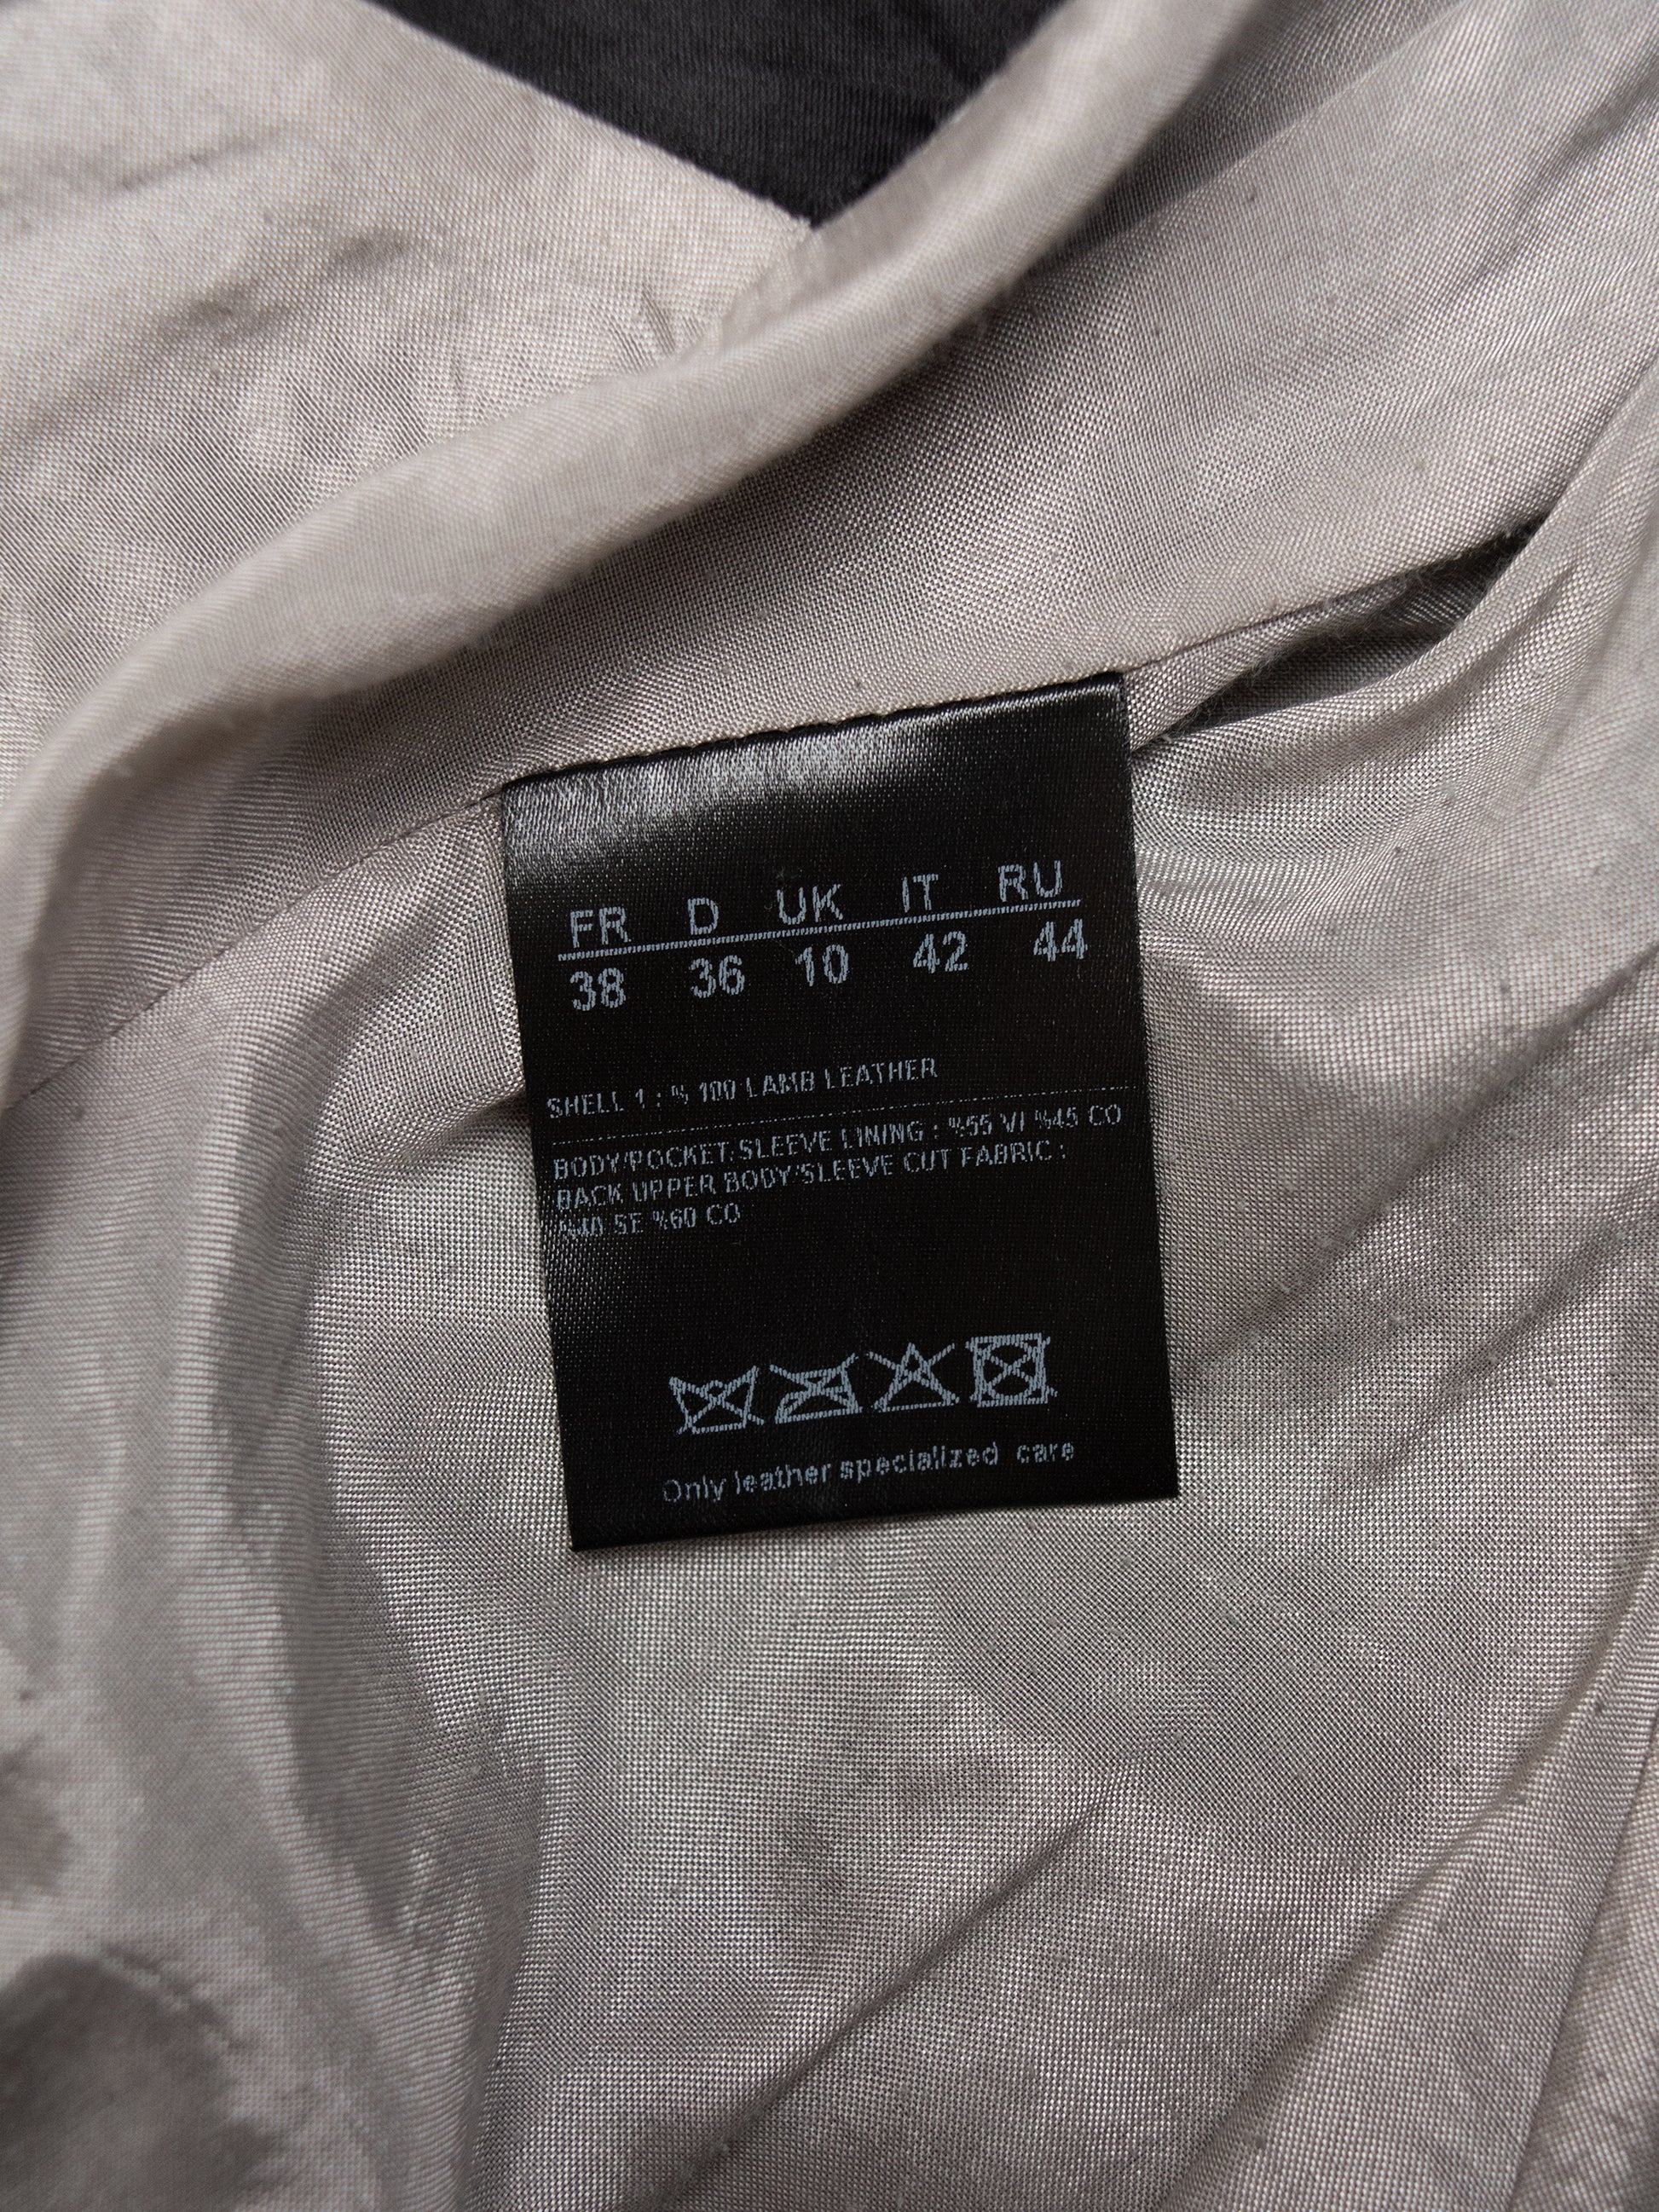 FR D UK IT RU
38 36 10 42 44
SHELL 1 : % 100 LAMB LEATHER
BODY/POCKET/SLEEVE LINING : %55 VI %45 CO
BACK UPPER BODY/SLEEVE CUT FABRIC :
%40 SE %60 CO
Only leather specialized care